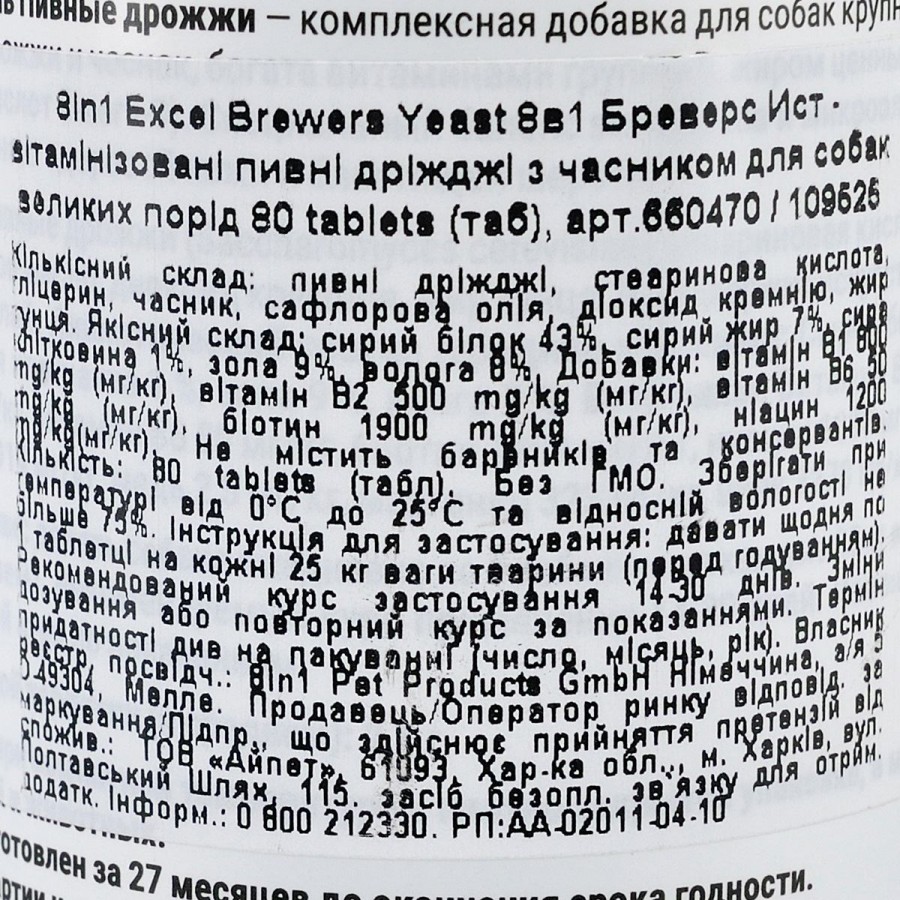 пивные дрожжи – комплексная добавка для собак
8in1 Excel Brewers Yeast 8в1 Бреверс Ист -
вітамінізовані пивні дріжджі з часником для собак
великих порід 80 tablets (таб), арт.660470 / 109525
Кількісний склад: пивні дріжджі, стеаринова кислота,
гліцерин, часник, сафлорова олія, діоксид кремнію, жир
тунця. Якісний склад: сирий білок 43%, сирий жир 7%, сира
клітковина 1%, зола 9%, волога 8%. Добавки: вітамін B1 800
mg/kg (мг/кг), вітамін B2 500 mg/kg (мг/кг), вітамін B6 50
mg/kg (мг/кг), біотин 1900 mg/kg (мг/кг), ніацин 1200
mg/kg(мг/кг). Не містить барвників та консервантів.
Кількість: 80 tablets (табл). Без ГМО. Зберігати при
температурі від 0°C до 25°C та відносній вологості не
більше 75%. Інструкція для застосування: давати щодня по
1 таблетці на кожні 25 кг ваги тварини (перед годуванням).
Рекомендований курс застосування 14-30 днів. Зміни
дозування або повторний курс за показаннями. Термін
придатності див на пакуванні (число, місяць, рік). Власник
реєстр. посвідч.: 8in1 Pet Products GmbH Німеччина, а/я 5
D.49304, Мелле. Продавець/Оператор ринку відповід. за
маркування/Підпр., що здійснює прийняття претензій від
спожив.: ТОВ «Айпет», 61093, Хар-ка обл., м. Харків, вул.
Полтавський Шлях, 115. засіб безопл. зв'язку для отрим.
додатк. інформ.: 0 800 212330. РП:АА-02011-04-10
за 27 месяцев до окончания срока годности.